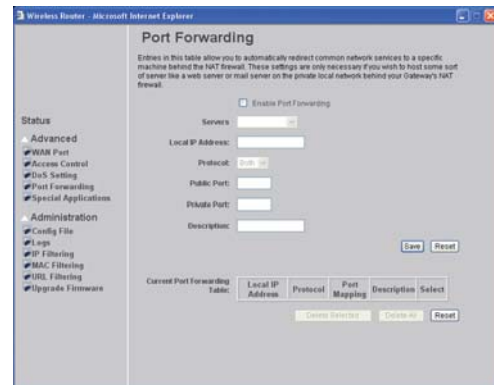 Wireless Router - Microsoft Internet Explorer
Port Forwarding
Entries in this table allow you to automatically redirect common network services to a specific
machine behind the NAT firewall. These settings are only necessary if you wish to host some sort
of server like a web server or mail server on the private local network behind your Gateway's NAT
firewall.
Enable Port Forwarding
Servers
Local IP Address:
Protocol: Both
Public Port:
Private Port:
Description:
Save Reset
Current Port Forwarding
Table:
Local IP
Address
Protocol
Port
Mapping
Description
Select
Delete Selected Delete All Reset
Status
Advanced
WAN Port
Access Control
DoS Setting
Port Forwarding
Special Applications
Administration
Config File
Logs
IP Filtering
MAC Filtering
URL Filtering
Upgrade Firmware